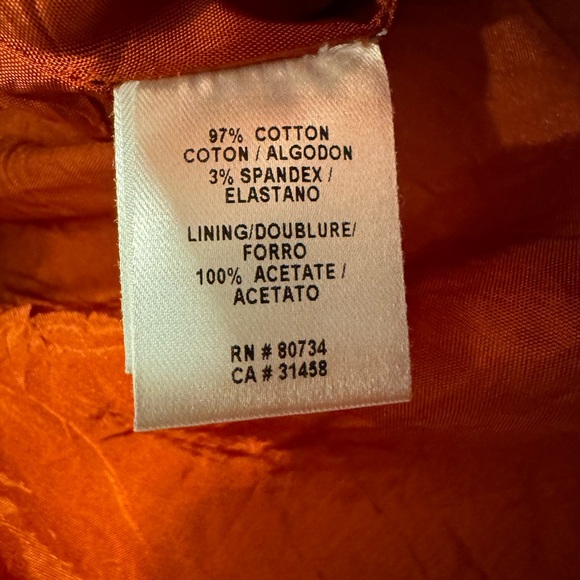 97% COTTON
COTON / ALGODON
3% SPANDEX /
ELASTANO
LINING/DOUBLURE/
FORRO
100% ACETATE /
ACETATO
RN # 80734
CA # 31458